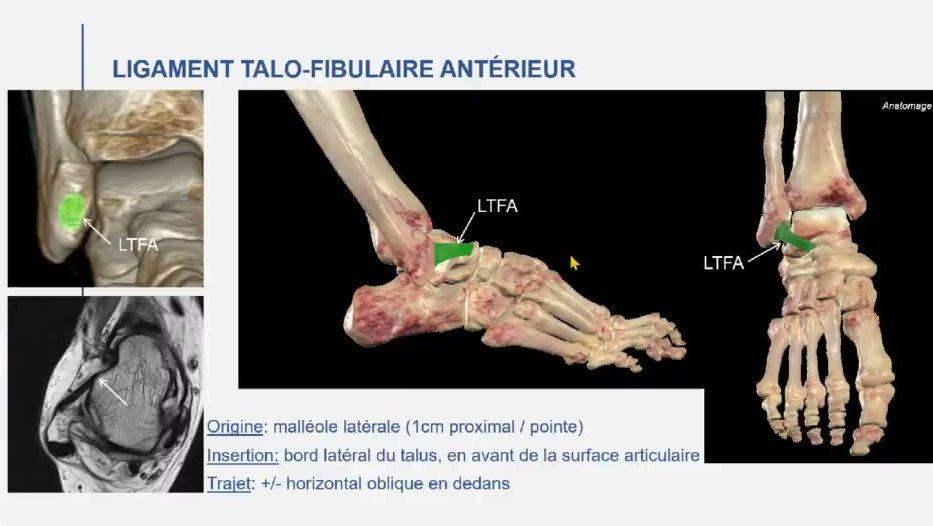 LIGAMENT TALO-FIBULAIRE ANTÉRIEUR
Anatomage
LTFA
LTFA
LTFA
Origine: malléole latérale (1cm proximal / pointe)
Insertion: bord latéral du talus, en avant de la surface articulaire
Trajet: +/- horizontal oblique en dedans